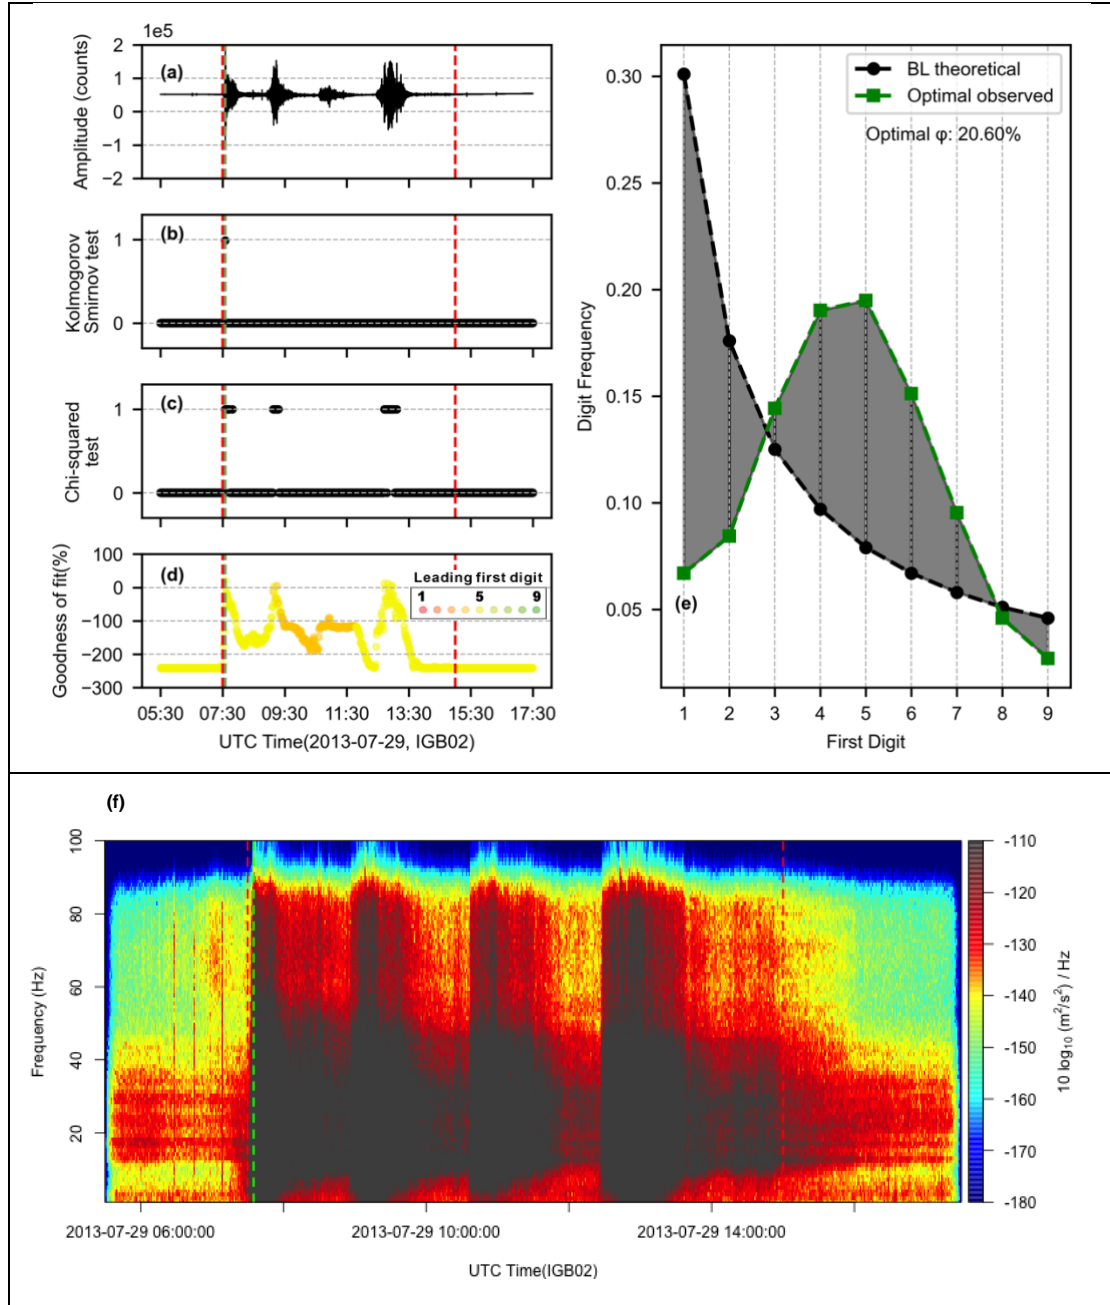 1e5
2
1
0
−1
−2
Amplitude (counts)
(a)
1
0
Kolmogorov
Smirnov test
(b)
1
0
Chi-squared
test
(c)
100
0
−100
−200
−300
Goodness of fit(%)
(d)
Leading first digit
1 5 9
05:30 07:30 09:30 11:30 13:30 15:30 17:30
UTC Time(2013-07-29, IGB02)
0.30
0.25
0.20
0.15
0.10
0.05
Digit Frequency
BL theoretical
Optimal observed
Optimal φ: 20.60%
(e)
1 2 3 4 5 6 7 8 9
First Digit
(f)
100
80
60
40
20
Frequency (Hz)
2013-07-29 06:00:00 2013-07-29 10:00:00 2013-07-29 14:00:00
UTC Time(IGB02)
-110
-120
-130
-140
-150
-160
-170
-180
10 log10 (m2/s2) / Hz